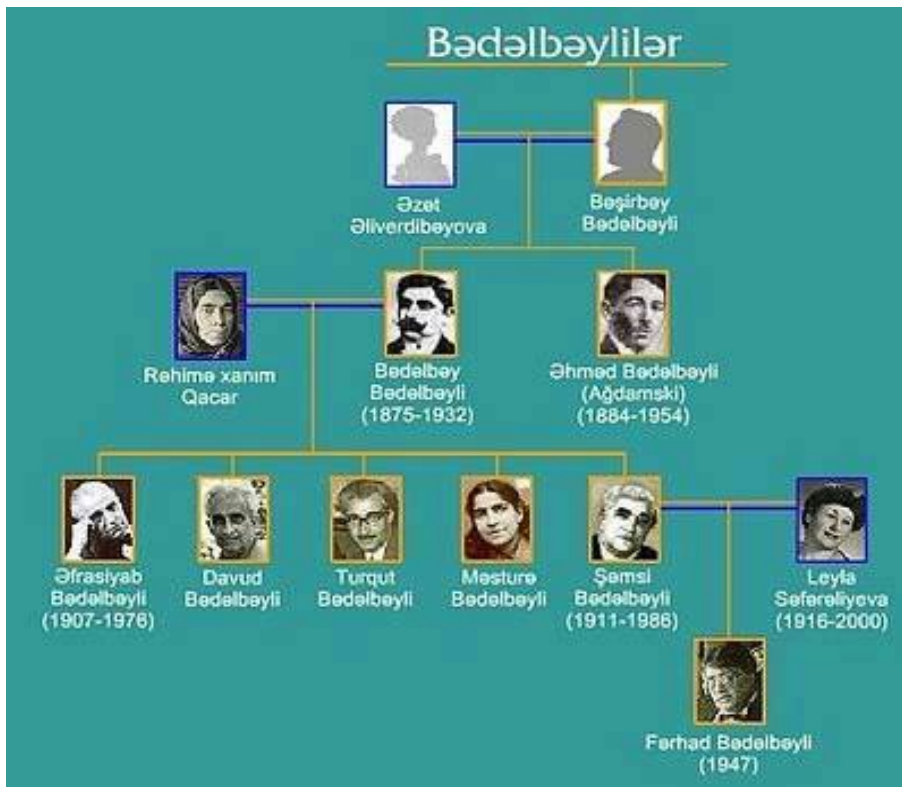 Bədəlbəylilər
Əzət
Əliverdibəyova
Bəşirbəy
Bədəlbəyli
Rəhimə xanım
Qacar
Bədəlbəy
Bədəlbəyli
(1875-1932)
Əhməd Bədəlbəyli
(Ağdamski)
(1884-1954)
Əfrasiyab
Bədəlbəyli
(1907-1976)
Davud
Bədəlbəyli
Turqut
Bədəlbəyli
Məsturə
Bədəlbəyli
Şəmsi
Bədəlbəyli
(1911-1986)
Leyla
Səfərəliyeva
(1916-2000)
Fərhad Bədəlbəyli
(1947)